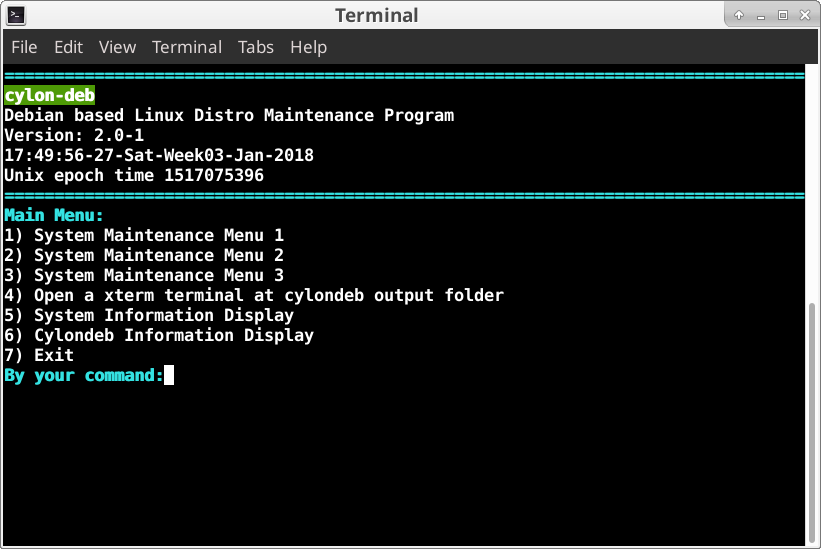 Terminal
File Edit View Terminal Tabs Help
================================================================================
cylon-deb
Debian based Linux Distro Maintenance Program
Version: 2.0-1
17:49:56-27-Sat-Week03-Jan-2018
Unix epoch time 1517075396
================================================================================
Main Menu:
1) System Maintenance Menu 1
2) System Maintenance Menu 2
3) System Maintenance Menu 3
4) Open a xterm terminal at cylondeb output folder
5) System Information Display
6) Cylondeb Information Display
7) Exit
By your command: